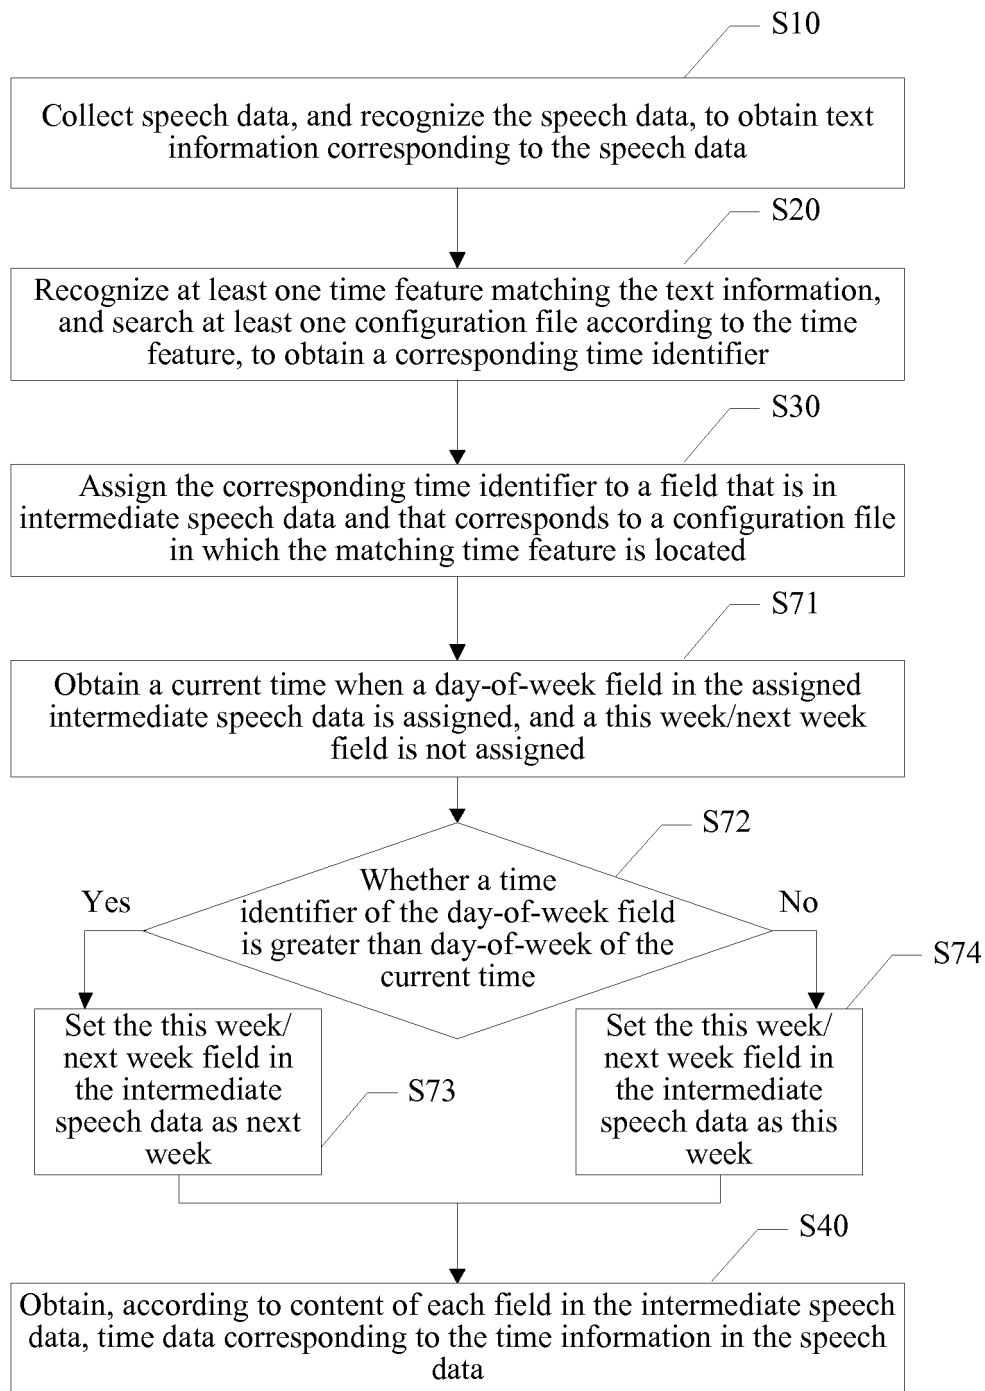 S10
Collect speech data, and recognize the speech data, to obtain text
information corresponding to the speech data
S20
Recognize at least one time feature matching the text information,
and search at least one configuration file according to the time
feature, to obtain a corresponding time identifier
S30
Assign the corresponding time identifier to a field that is in
intermediate speech data and that corresponds to a configuration file
in which the matching time feature is located
S71
Obtain a current time when a day-of-week field in the assigned
intermediate speech data is assigned, and a this week/next week
field is not assigned
S72
Whether a time
identifier of the day-of-week field
is greater than day-of-week of the
current time
Yes
No
S74
Set the this week/
next week field in
the intermediate
speech data as next
week
S73
Set the this week/
next week field in
the intermediate
speech data as this
week
S40
Obtain, according to content of each field in the intermediate speech
data, time data corresponding to the time information in the speech
data